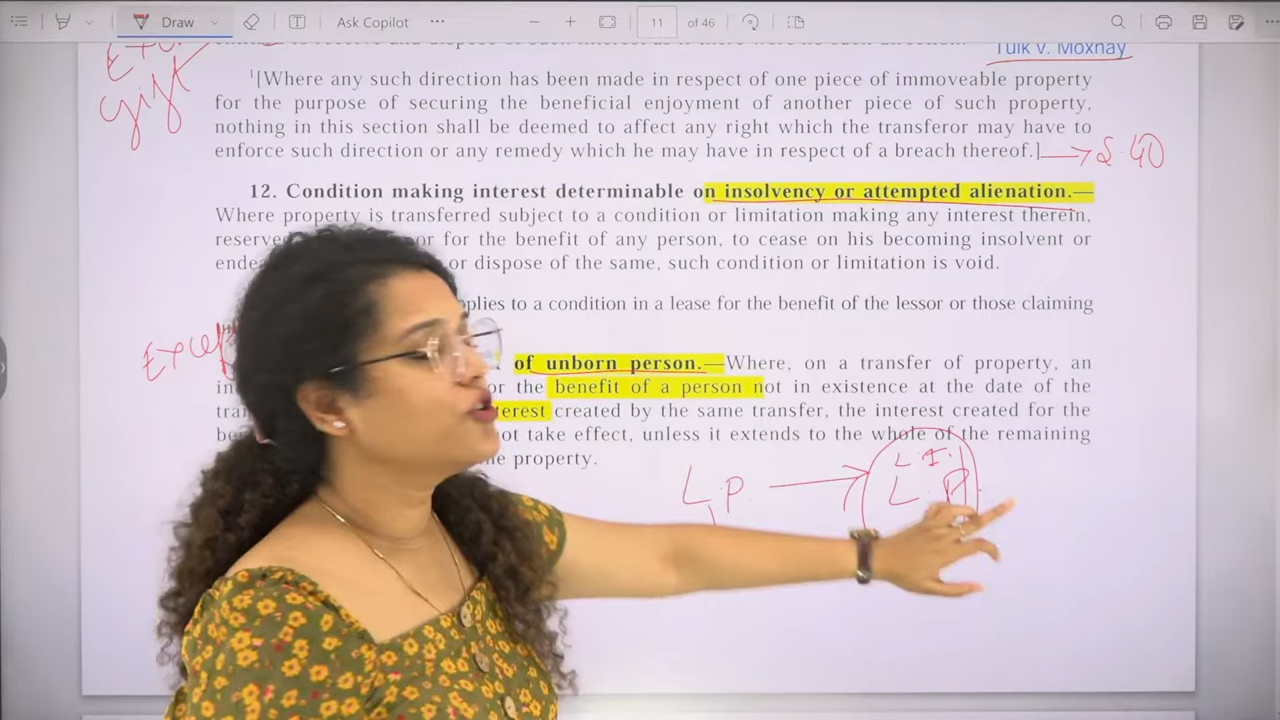 Draw
Ask Copilot
11 of 46
Tulk v. Moxhay
Gift
¹[Where any such direction has been made in respect of one piece of immoveable property
for the purpose of securing the beneficial enjoyment of another piece of such property,
nothing in this section shall be deemed to affect any right which the transferor may have to
enforce such direction or any remedy which he may have in respect of a breach thereof.] → S.40
12. Condition making interest determinable on insolvency or attempted alienation.—
Where property is transferred subject to a condition or limitation making any interest therein,
reserved or for the benefit of any person, to cease on his becoming insolvent or
or dispose of the same, such condition or limitation is void.
to a condition in a lease for the benefit of the lessor or those claiming
Except
of unborn person.—Where, on a transfer of property, an
the benefit of a person not in existence at the date of the
created by the same transfer, the interest created for the
take effect, unless it extends to the whole of the remaining
property.
L.P → L.I.
L.P